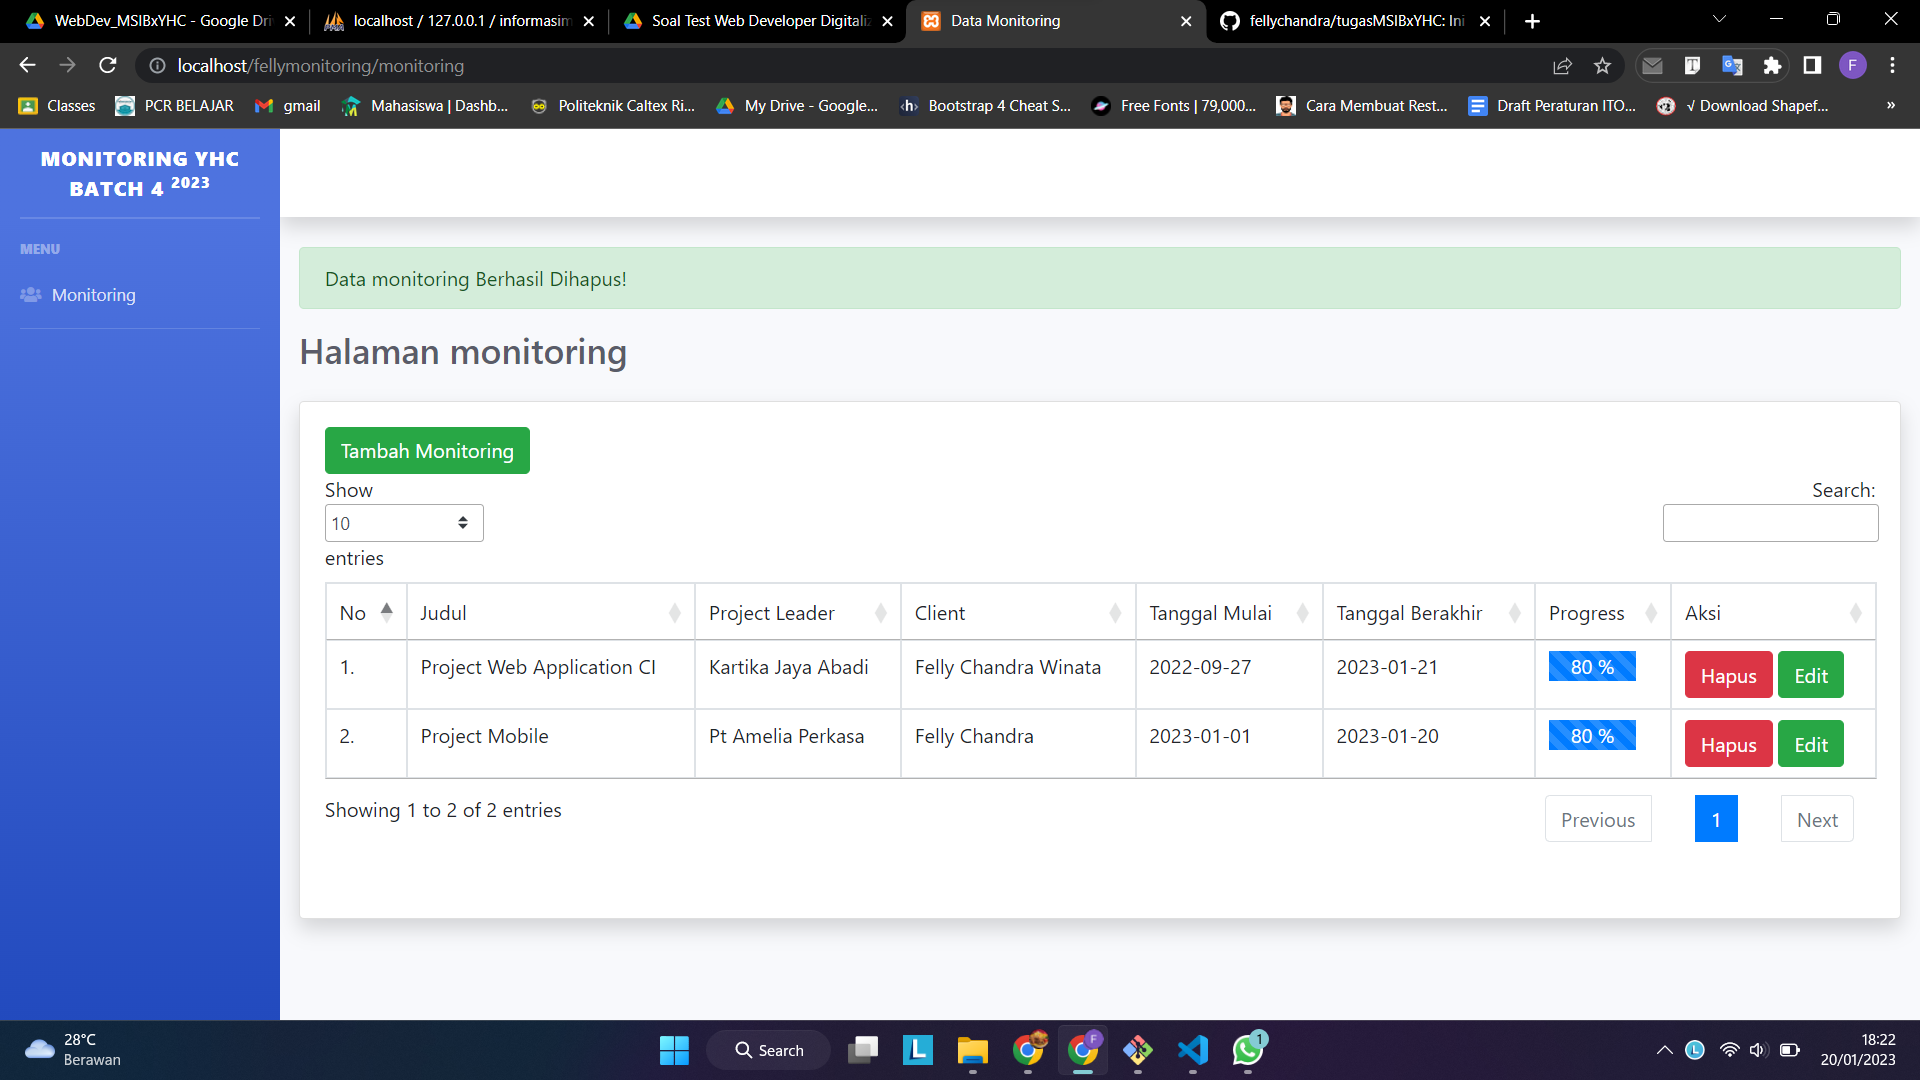 WebDev_MSIBxYHC - Google Dri
localhost / 127.0.0.1 / informasim
Soal Test Web Developer Digitaliz
Data Monitoring
fellychandra/tugasMSIBxYHC: Ini
localhost/fellymonitoring/monitoring
F
Classes
PCR BELAJAR
gmail
Mahasiswa | Dashb...
Politeknik Caltex Ri...
My Drive - Google...
Bootstrap 4 Cheat S...
Free Fonts | 79,000...
Cara Membuat Rest...
Draft Peraturan ITO...
√ Download Shapef...
»
MONITORING YHC
BATCH 4 2023
MENU
Monitoring
Data monitoring Berhasil Dihapus!
Halaman monitoring
Tambah Monitoring
Show
10
entries
Search:
No Judul Project Leader Client Tanggal Mulai Tanggal Berakhir Progress Aksi
1. Project Web Application CI Kartika Jaya Abadi Felly Chandra Winata 2022-09-27 2023-01-21 80 % Hapus Edit
2. Project Mobile Pt Amelia Perkasa Felly Chandra 2023-01-01 2023-01-20 80 % Hapus Edit
Showing 1 to 2 of 2 entries
Previous 1 Next
28°C
Berawan
Search
L
F
1
L
18:22
20/01/2023